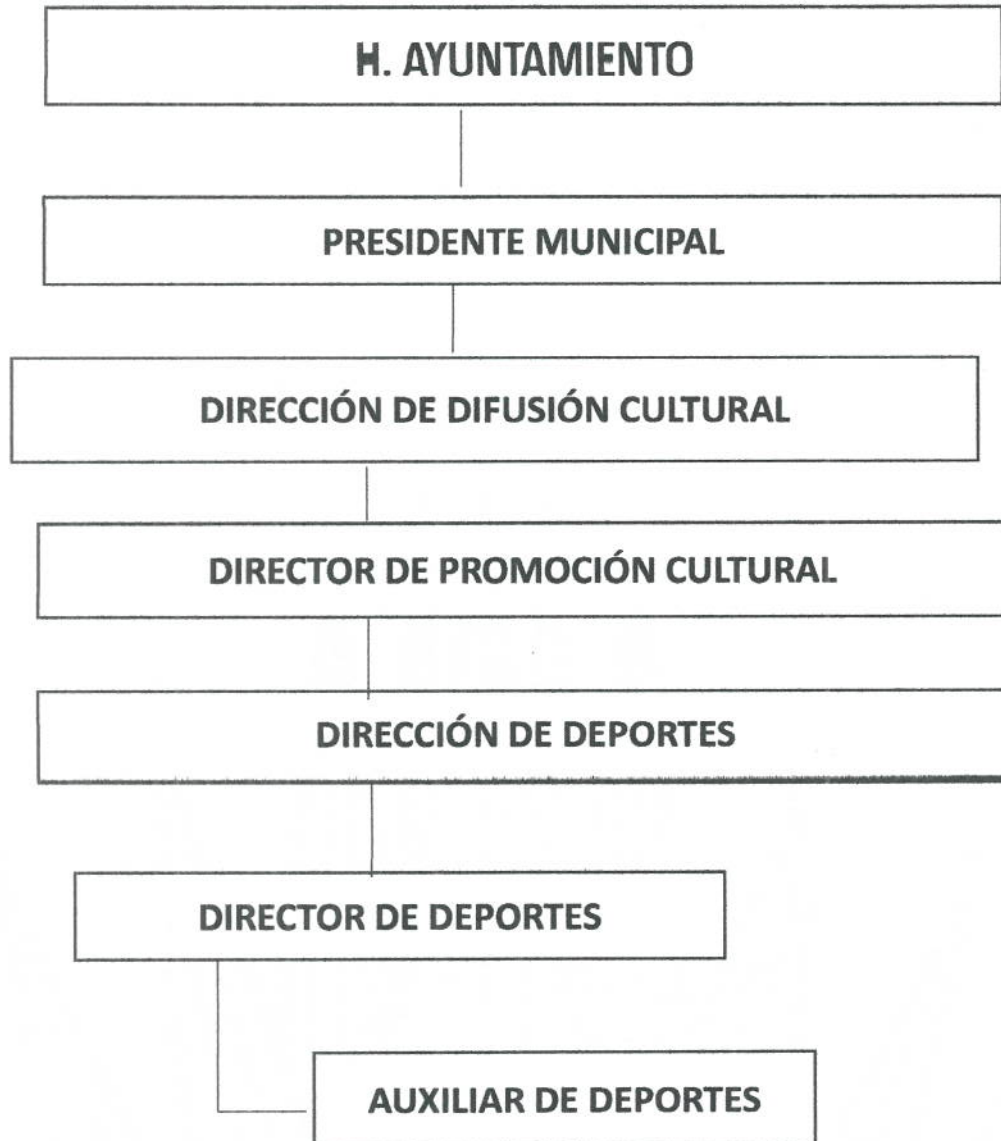 H. AYUNTAMIENTO
PRESIDENTE MUNICIPAL
DIRECCIÓN DE DIFUSIÓN CULTURAL
DIRECTOR DE PROMOCIÓN CULTURAL
DIRECCIÓN DE DEPORTES
DIRECTOR DE DEPORTES
AUXILIAR DE DEPORTES